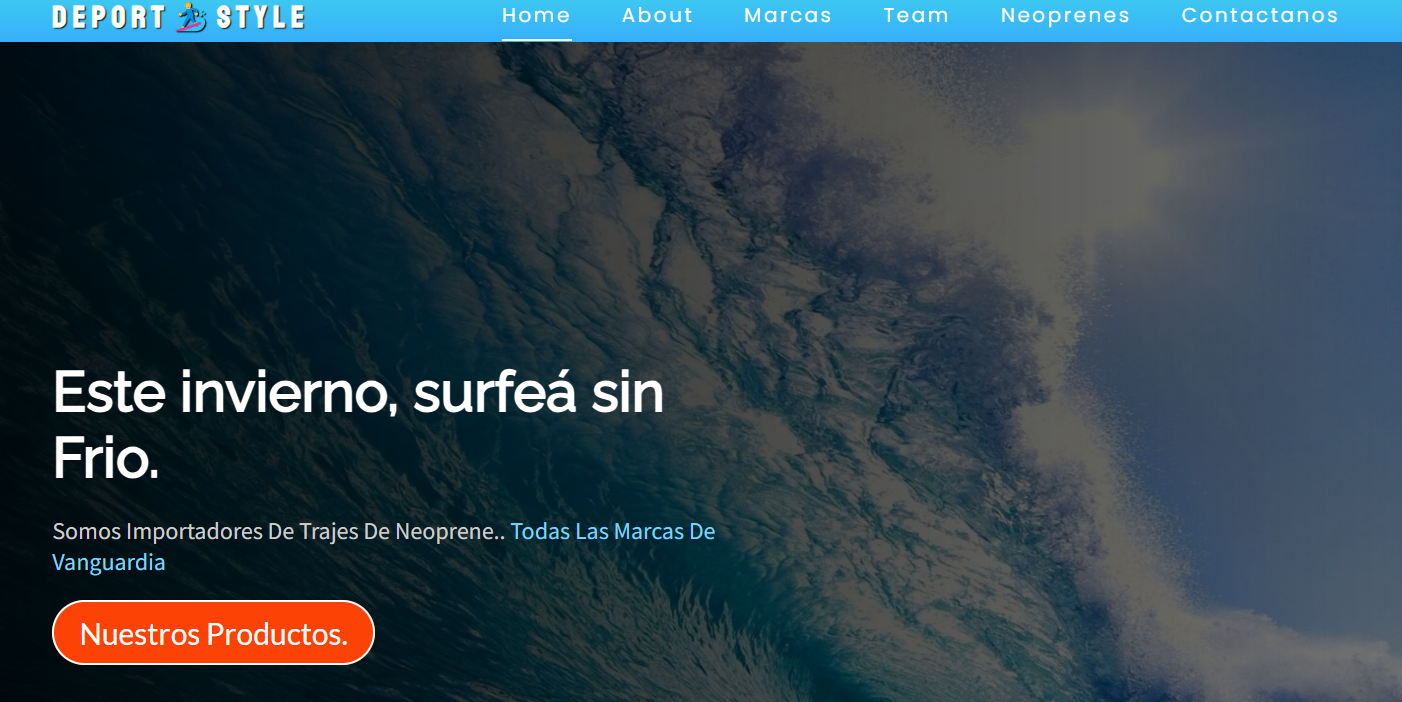 DEPORT STYLE Home About Marcas Team Neoprenes Contactanos
Este invierno, surfeá sin
Frio.
Somos Importadores De Trajes De Neoprene.. Todas Las Marcas De
Vanguardia
Nuestros Productos.